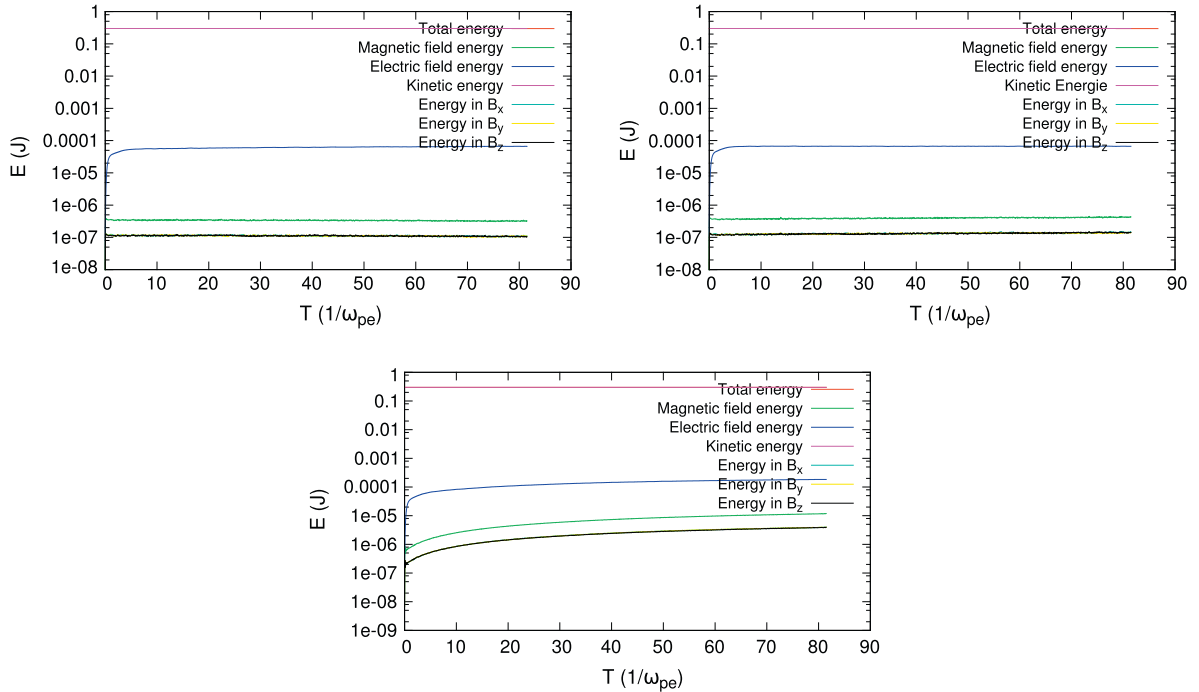 1
0.1
0.01
0.001
0.0001
1e-05
1e-06
1e-07
1e-08
E (J)
Total energy
Magnetic field energy
Electric field energy
Kinetic energy
Energy in Bx
Energy in By
Energy in Bz
0 10 20 30 40 50 60 70 80 90
T (1/ωpe)
1
0.1
0.01
0.001
0.0001
1e-05
1e-06
1e-07
1e-08
E (J)
Total energy
Magnetic field energy
Electric field energy
Kinetic Energie
Energy in Bx
Energy in By
Energy in Bz
0 10 20 30 40 50 60 70 80 90
T (1/ωpe)
1
0.1
0.01
0.001
0.0001
1e-05
1e-06
1e-07
1e-08
1e-09
E (J)
Total energy
Magnetic field energy
Electric field energy
Kinetic energy
Energy in Bx
Energy in By
Energy in Bz
0 10 20 30 40 50 60 70 80 90
T (1/ωpe)